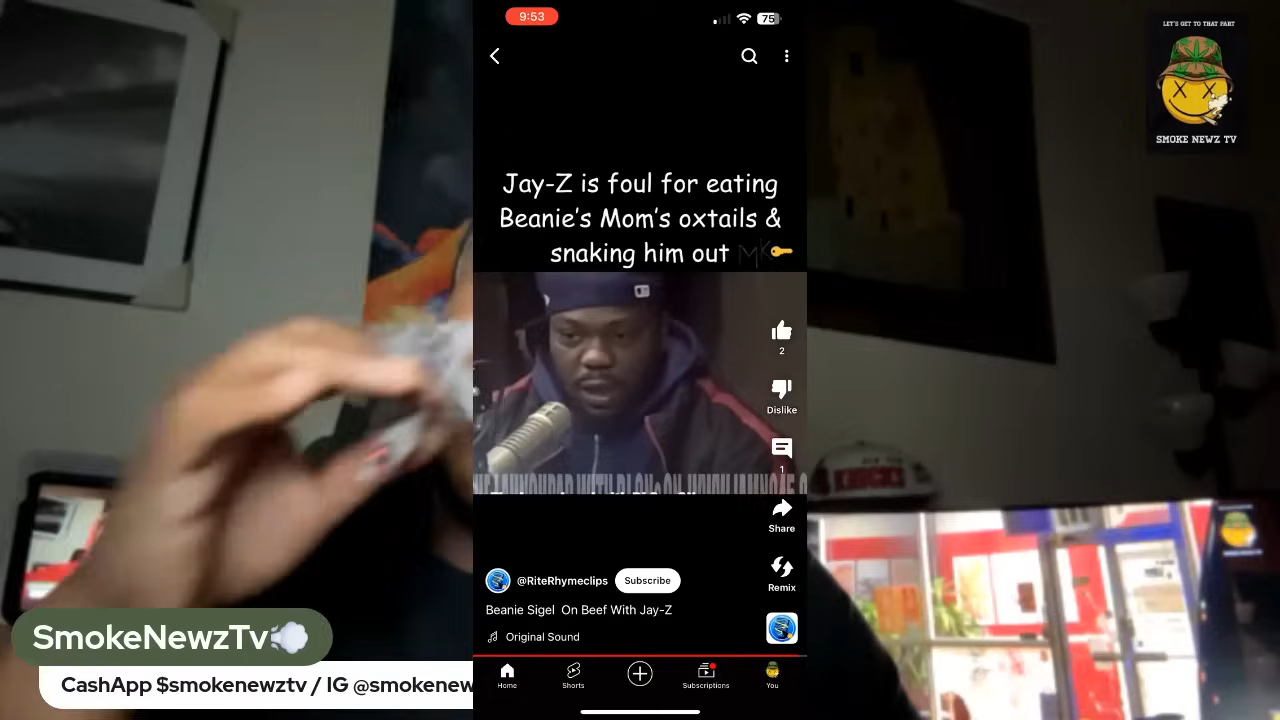 9:53
75
LET'S GET TO THAT PART
SMOKE NEWZ TV
Jay-Z is foul for eating
Beanie's Mom's oxtails &
snaking him out MK
2
Dislike
1
Share
Remix
@RiteRhymeclips
Subscribe
Beanie Sigel On Beef With Jay-Z
Original Sound
Home
Shorts
Subscriptions
You
SmokeNewzTv
CashApp $smokenewztv / IG @smokenew